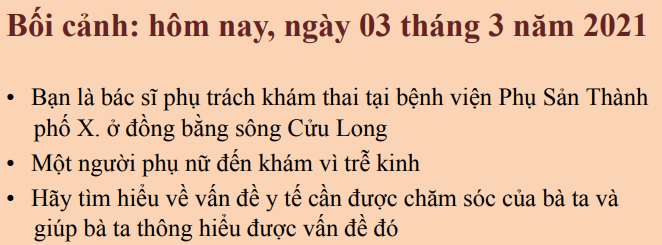 Bối cảnh: hôm nay, ngày 03 tháng 3 năm 2021
• Bạn là bác sĩ phụ trách khám thai tại bệnh viện Phụ Sản Thành
phố X. ở đồng bằng sông Cửu Long
• Một người phụ nữ đến khám vì trễ kinh
• Hãy tìm hiểu về vấn đề y tế cần được chăm sóc của bà ta và
giúp bà ta thông hiểu được vấn đề đó